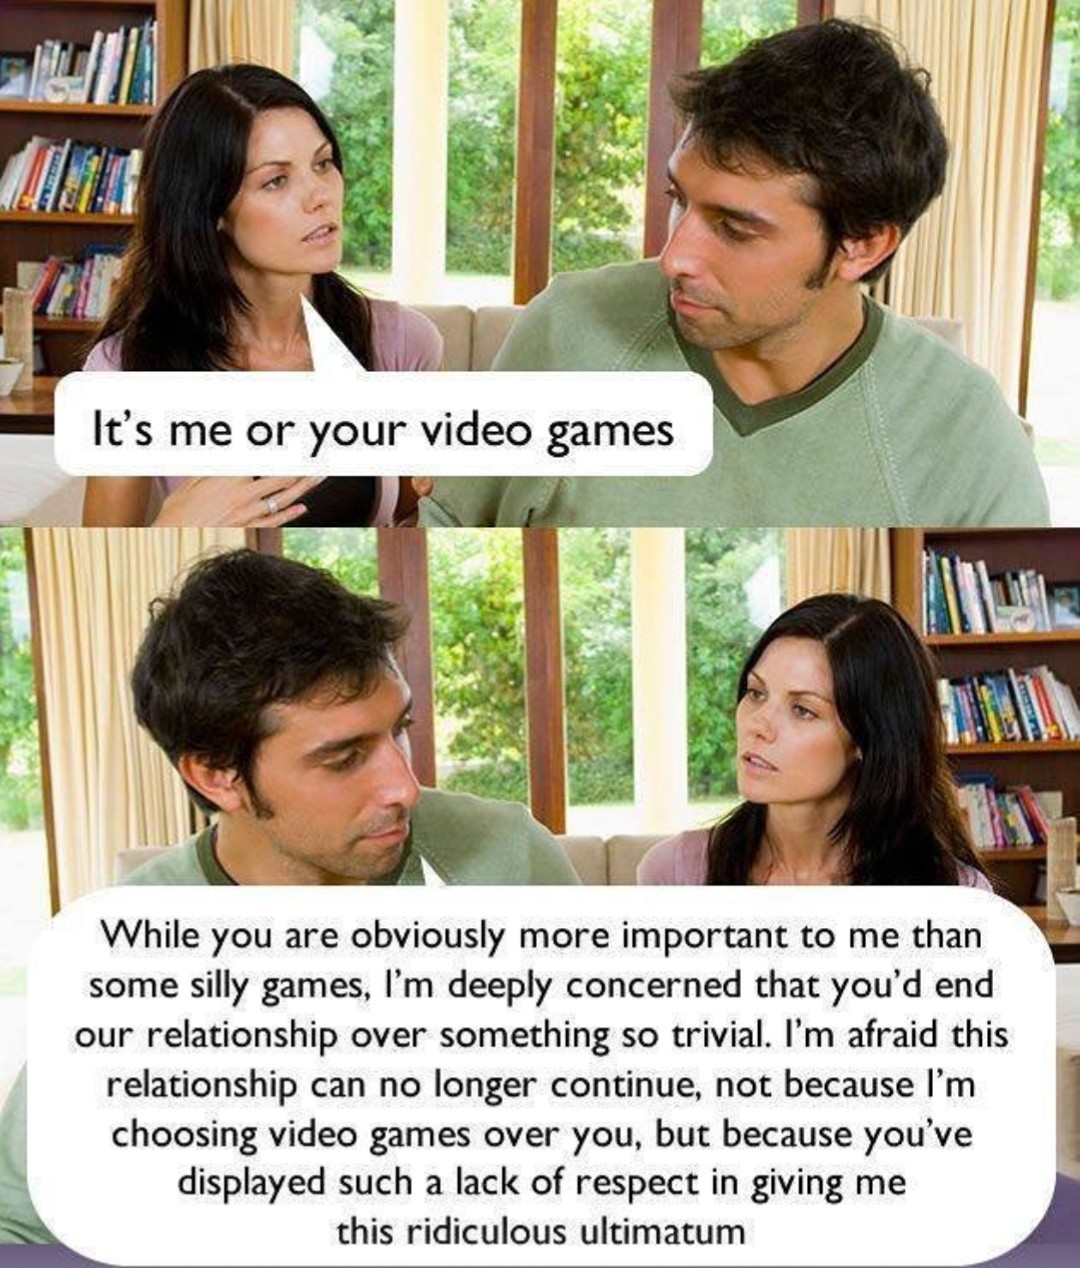 It's me or your video games
While you are obviously more important to me than
some silly games, I'm deeply concerned that you'd end
our relationship over something so trivial. I'm afraid this
relationship can no longer continue, not because I'm
choosing video games over you, but because you've
displayed such a lack of respect in giving me
this ridiculous ultimatum